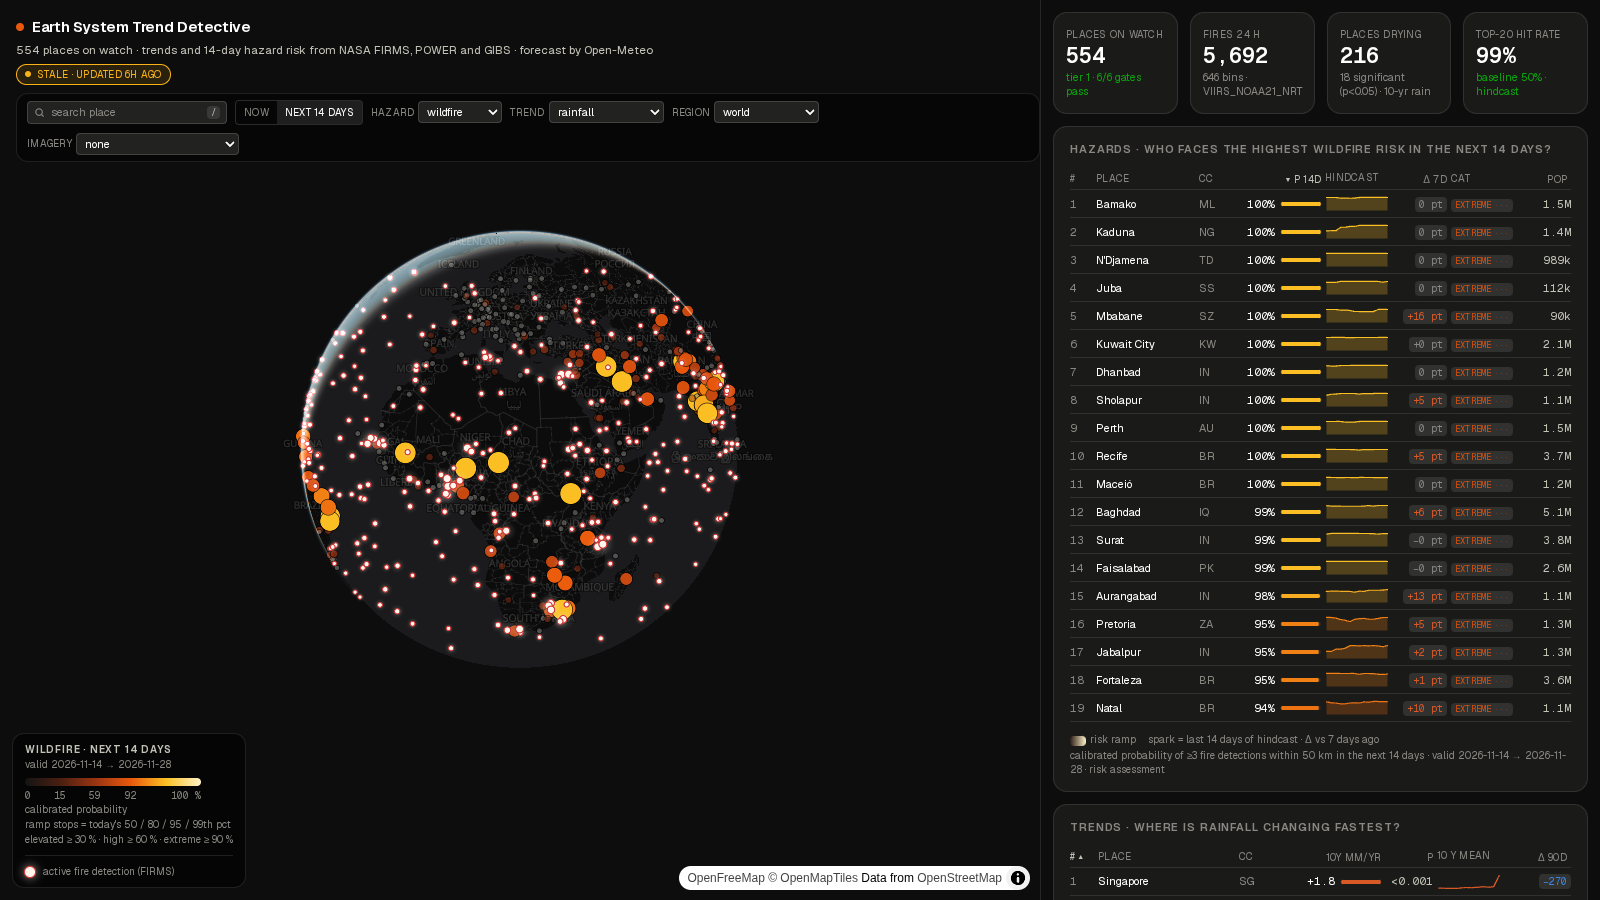 Earth System Trend Detective
554 places on watch · trends and 14-day hazard risk from NASA FIRMS, POWER and GIBS · forecast by Open-Meteo
STALE · UPDATED 6H AGO
search place /
NOW NEXT 14 DAYS HAZARD wildfire TREND rainfall REGION world
IMAGERY none
GREENLAND
ICELAND
RUSSIA
FINLAND
KAZAKHSTAN
CHINA
SPAIN
MALI
NIGER
CHAD
YEMEN
KENYA
ANGOLA
WILDFIRE · NEXT 14 DAYS
valid 2026-11-14 → 2026-11-28
0 15 59 92 100 %
calibrated probability
ramp stops = today's 50 / 80 / 95 / 99th pct
elevated ≥ 30 % · high ≥ 60 % · extreme ≥ 90 %
active fire detection (FIRMS)
OpenFreeMap © OpenMapTiles Data from OpenStreetMap
PLACES ON WATCH
554
tier 1 · 6/6 gates
pass
FIRES 24 H
5,692
646 bins ·
VIIRS_NOAA21_NRT
PLACES DRYING
216
18 significant
(p<0.05) · 10-yr rain
TOP-20 HIT RATE
99%
baseline 50% ·
hindcast
HAZARDS · WHO FACES THE HIGHEST WILDFIRE RISK IN THE NEXT 14 DAYS?
# PLACE CC ▼ P 14D HINDCAST Δ 7D CAT POP
1 Bamako ML 100% 0 pt EXTREME 1.5M
2 Kaduna NG 100% 0 pt EXTREME 1.4M
3 N'Djamena TD 100% 0 pt EXTREME 989k
4 Juba SS 100% 0 pt EXTREME 112k
5 Mbabane SZ 100% +16 pt EXTREME 90k
6 Kuwait City KW 100% +0 pt EXTREME 2.1M
7 Dhanbad IN 100% 0 pt EXTREME 1.2M
8 Sholapur IN 100% +5 pt EXTREME 1.1M
9 Perth AU 100% 0 pt EXTREME 1.5M
10 Recife BR 100% +5 pt EXTREME 3.7M
11 Maceió BR 100% 0 pt EXTREME 1.2M
12 Baghdad IQ 99% +6 pt EXTREME 5.1M
13 Surat IN 99% −0 pt EXTREME 3.8M
14 Faisalabad PK 99% −0 pt EXTREME 2.6M
15 Aurangabad IN 98% +13 pt EXTREME 1.1M
16 Pretoria ZA 95% +5 pt EXTREME 1.3M
17 Jabalpur IN 95% +2 pt EXTREME 1.3M
18 Fortaleza BR 95% +1 pt EXTREME 3.6M
19 Natal BR 94% +10 pt EXTREME 1.1M
risk ramp spark = last 14 days of hindcast · Δ vs 7 days ago
calibrated probability of ≥3 fire detections within 50 km in the next 14 days · valid 2026-11-14 → 2026-11-
28 · risk assessment
TRENDS · WHERE IS RAINFALL CHANGING FASTEST?
# ▲ PLACE CC 10Y MM/YR P 10 Y MEAN Δ 90D
1 Singapore SG +1.8 <0.001 −270